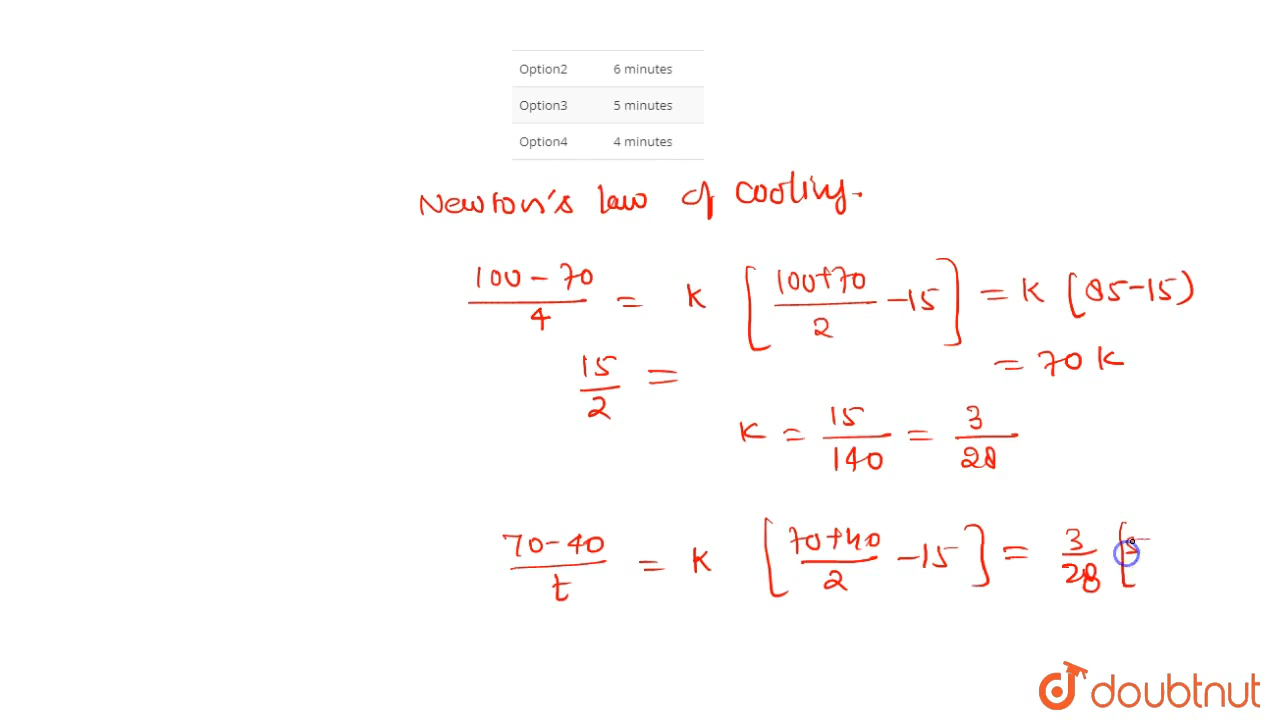 Option2 6 minutes
Option3 5 minutes
Option4 4 minutes
Newton's law of cooling.
(100 - 70)/4 = K [(100+70)/2 - 15] = K [85-15)
15/2 = = 70 K
K = 15/140 = 3/28
(70-40)/t = K [(70+40)/2 - 15] = 3/28 [5
doubtnut